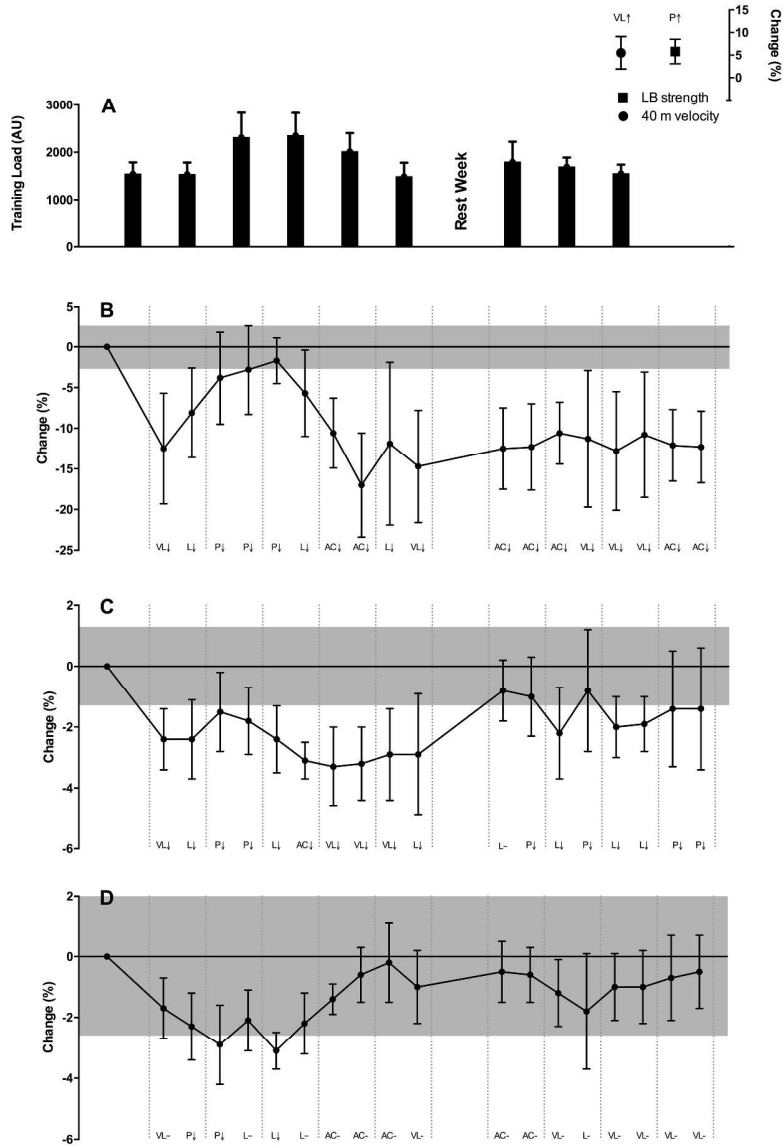 VL↑ P↑
15
10
5
0
Change (%)
■ LB strength
● 40 m velocity
A
Training Load (AU)
3000
2000
1000
0
Rest Week
B
Change (%)
5
0
-5
-10
-15
-20
-25
VL↓ L↓ P↓ P↓ P↓ L↓ AC↓ AC↓ L↓ VL↓ AC↓ AC↓ AC↓ VL↓ VL↓ VL↓ AC↓ AC↓
C
Change (%)
2
0
-2
-4
-6
VL↓ L↓ P↓ P↓ L↓ AC↓ VL↓ VL↓ VL↓ L↓ L– P↓ L↓ P↓ L↓ L↓ P↓ P↓
D
Change (%)
2
0
-2
-4
-6
VL– P↓ P↓ L– L↓ L– AC- AC- AC- VL- AC- AC- VL- L- VL- VL- VL- VL-